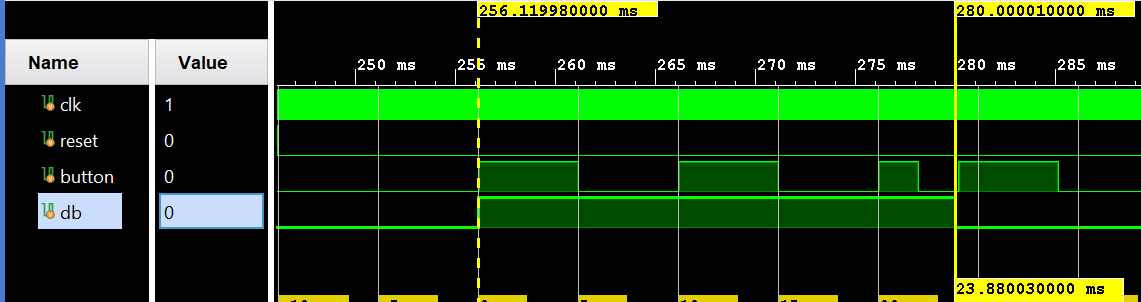 256.119980000 ms
280.000010000 ms
Name
Value
250 ms
255 ms
260 ms
265 ms
270 ms
275 ms
280 ms
285 ms
clk
1
reset
0
button
0
db
0
23.880030000 ms